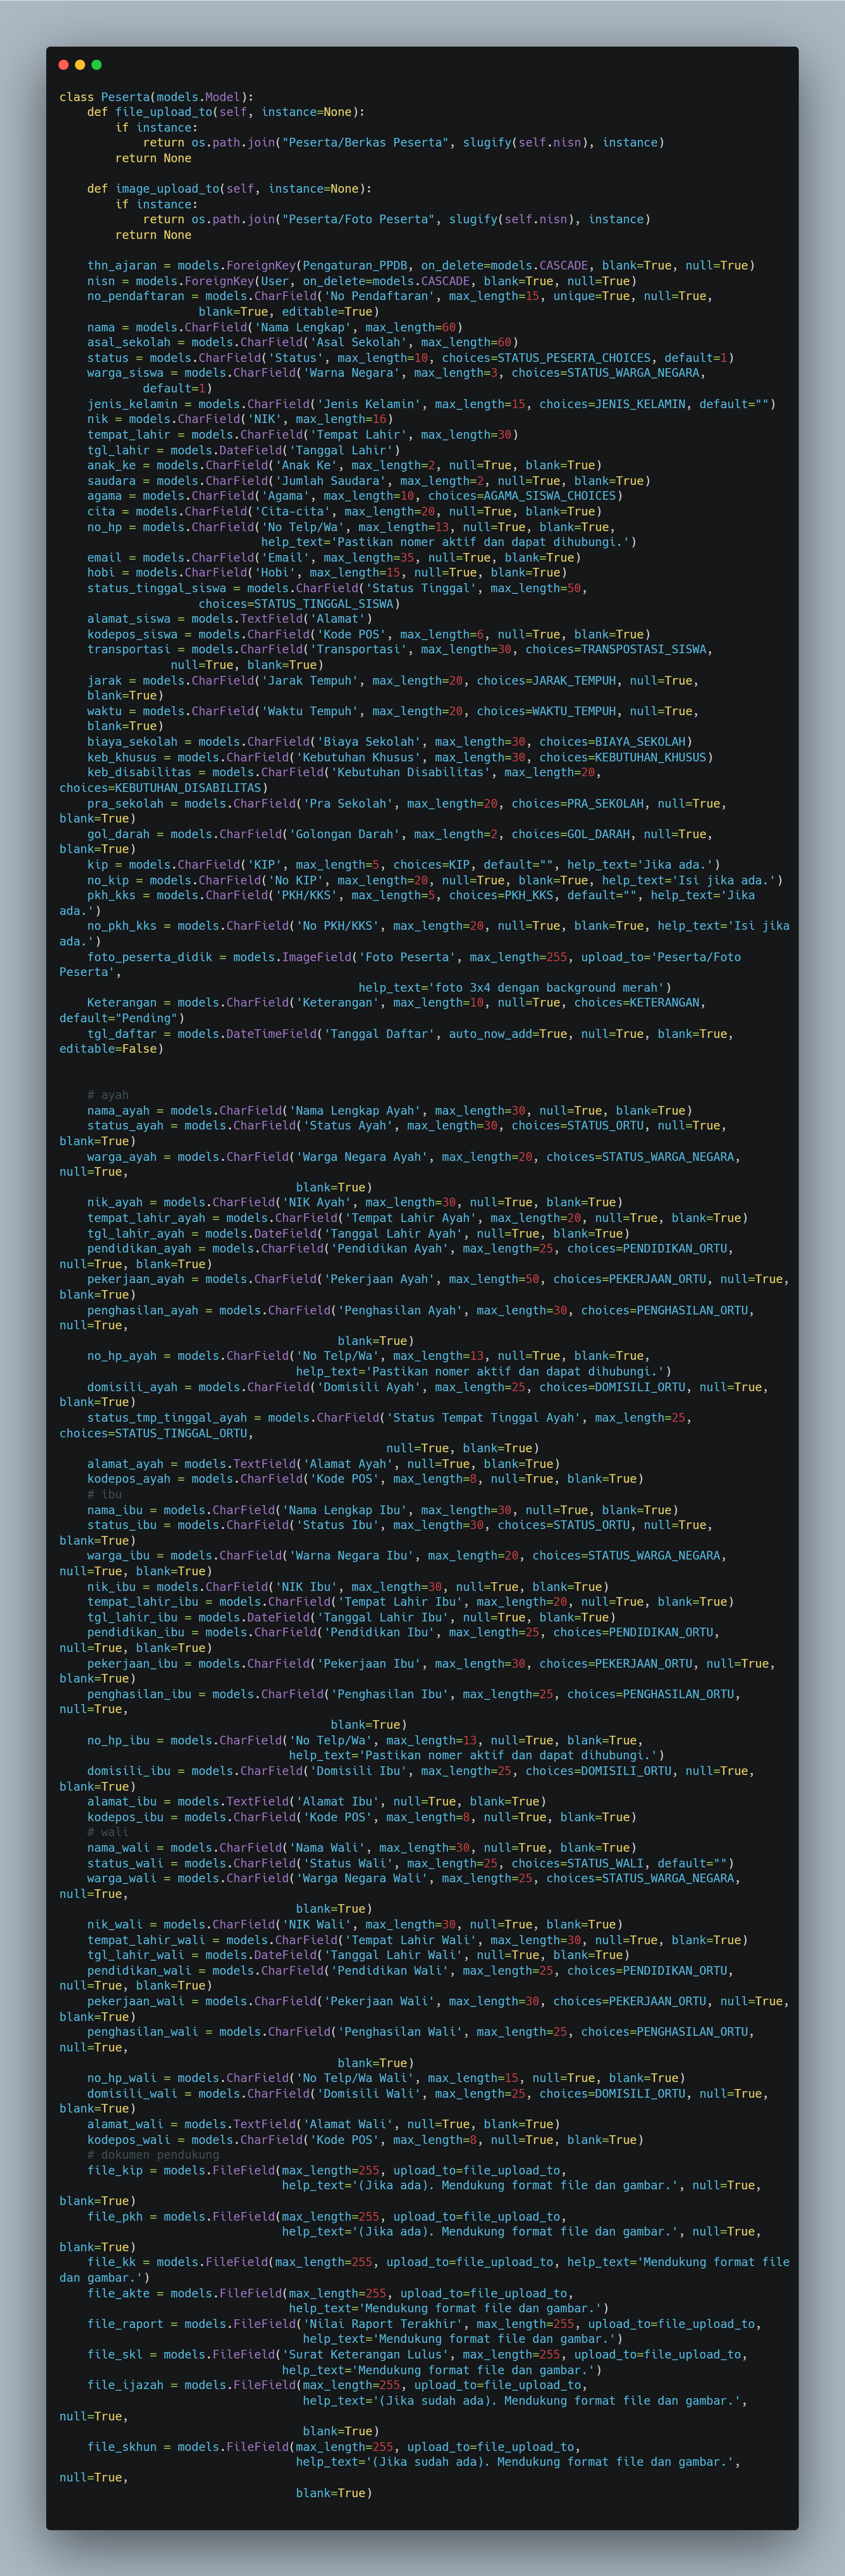 class Peserta(models.Model):
    def file_upload_to(self, instance=None):
        if instance:
            return os.path.join("Peserta/Berkas Peserta", slugify(self.nisn), instance)
        return None

    def image_upload_to(self, instance=None):
        if instance:
            return os.path.join("Peserta/Foto Peserta", slugify(self.nisn), instance)
        return None

    thn_ajaran = models.ForeignKey(Pengaturan_PPDB, on_delete=models.CASCADE, blank=True, null=True)
    nisn = models.ForeignKey(User, on_delete=models.CASCADE, blank=True, null=True)
    no_pendaftaran = models.CharField('No Pendaftaran', max_length=15, unique=True, null=True,
                    blank=True, editable=True)
    nama = models.CharField('Nama Lengkap', max_length=60)
    asal_sekolah = models.CharField('Asal Sekolah', max_length=60)
    status = models.CharField('Status', max_length=10, choices=STATUS_PESERTA_CHOICES, default=1)
    warga_siswa = models.CharField('Warna Negara', max_length=3, choices=STATUS_WARGA_NEGARA,
            default=1)
    jenis_kelamin = models.CharField('Jenis Kelamin', max_length=15, choices=JENIS_KELAMIN, default="")
    nik = models.CharField('NIK', max_length=16)
    tempat_lahir = models.CharField('Tempat Lahir', max_length=30)
    tgl_lahir = models.DateField('Tanggal Lahir')
    anak_ke = models.CharField('Anak Ke', max_length=2, null=True, blank=True)
    saudara = models.CharField('Jumlah Saudara', max_length=2, null=True, blank=True)
    agama = models.CharField('Agama', max_length=10, choices=AGAMA_SISWA_CHOICES)
    cita = models.CharField('Cita-cita', max_length=20, null=True, blank=True)
    no_hp = models.CharField('No Telp/Wa', max_length=13, null=True, blank=True,
                             help_text='Pastikan nomer aktif dan dapat dihubungi.')
    email = models.CharField('Email', max_length=35, null=True, blank=True)
    hobi = models.CharField('Hobi', max_length=15, null=True, blank=True)
    status_tinggal_siswa = models.CharField('Status Tinggal', max_length=50,
                    choices=STATUS_TINGGAL_SISWA)
    alamat_siswa = models.TextField('Alamat')
    kodepos_siswa = models.CharField('Kode POS', max_length=6, null=True, blank=True)
    transportasi = models.CharField('Transportasi', max_length=30, choices=TRANSPOSTASI_SISWA,
                null=True, blank=True)
    jarak = models.CharField('Jarak Tempuh', max_length=20, choices=JARAK_TEMPUH, null=True,
    blank=True)
    waktu = models.CharField('Waktu Tempuh', max_length=20, choices=WAKTU_TEMPUH, null=True,
    blank=True)
    biaya_sekolah = models.CharField('Biaya Sekolah', max_length=30, choices=BIAYA_SEKOLAH)
    keb_khusus = models.CharField('Kebutuhan Khusus', max_length=30, choices=KEBUTUHAN_KHUSUS)
    keb_disabilitas = models.CharField('Kebutuhan Disabilitas', max_length=20,
choices=KEBUTUHAN_DISABILITAS)
    pra_sekolah = models.CharField('Pra Sekolah', max_length=20, choices=PRA_SEKOLAH, null=True,
blank=True)
    gol_darah = models.CharField('Golongan Darah', max_length=2, choices=GOL_DARAH, null=True,
blank=True)
    kip = models.CharField('KIP', max_length=5, choices=KIP, default="", help_text='Jika ada.')
    no_kip = models.CharField('No KIP', max_length=20, null=True, blank=True, help_text='Isi jika ada.')
    pkh_kks = models.CharField('PKH/KKS', max_length=5, choices=PKH_KKS, default="", help_text='Jika
ada.')
    no_pkh_kks = models.CharField('No PKH/KKS', max_length=20, null=True, blank=True, help_text='Isi jika
ada.')
    foto_peserta_didik = models.ImageField('Foto Peserta', max_length=255, upload_to='Peserta/Foto
Peserta',
                                           help_text='foto 3x4 dengan background merah')
    Keterangan = models.CharField('Keterangan', max_length=10, null=True, choices=KETERANGAN,
default="Pending")
    tgl_daftar = models.DateTimeField('Tanggal Daftar', auto_now_add=True, null=True, blank=True,
editable=False)

    # ayah
    nama_ayah = models.CharField('Nama Lengkap Ayah', max_length=30, null=True, blank=True)
    status_ayah = models.CharField('Status Ayah', max_length=30, choices=STATUS_ORTU, null=True,
blank=True)
    warga_ayah = models.CharField('Warga Negara Ayah', max_length=20, choices=STATUS_WARGA_NEGARA,
null=True,
                                  blank=True)
    nik_ayah = models.CharField('NIK Ayah', max_length=30, null=True, blank=True)
    tempat_lahir_ayah = models.CharField('Tempat Lahir Ayah', max_length=20, null=True, blank=True)
    tgl_lahir_ayah = models.DateField('Tanggal Lahir Ayah', null=True, blank=True)
    pendidikan_ayah = models.CharField('Pendidikan Ayah', max_length=25, choices=PENDIDIKAN_ORTU,
null=True, blank=True)
    pekerjaan_ayah = models.CharField('Pekerjaan Ayah', max_length=50, choices=PEKERJAAN_ORTU, null=True,
blank=True)
    penghasilan_ayah = models.CharField('Penghasilan Ayah', max_length=30, choices=PENGHASILAN_ORTU,
null=True,
                                        blank=True)
    no_hp_ayah = models.CharField('No Telp/Wa', max_length=13, null=True, blank=True,
                                  help_text='Pastikan nomer aktif dan dapat dihubungi.')
    domisili_ayah = models.CharField('Domisili Ayah', max_length=25, choices=DOMISILI_ORTU, null=True,
blank=True)
    status_tmp_tinggal_ayah = models.CharField('Status Tempat Tinggal Ayah', max_length=25,
choices=STATUS_TINGGAL_ORTU,
                                               null=True, blank=True)
    alamat_ayah = models.TextField('Alamat Ayah', null=True, blank=True)
    kodepos_ayah = models.CharField('Kode POS', max_length=8, null=True, blank=True)
    # ibu
    nama_ibu = models.CharField('Nama Lengkap Ibu', max_length=30, null=True, blank=True)
    status_ibu = models.CharField('Status Ibu', max_length=30, choices=STATUS_ORTU, null=True,
blank=True)
    warga_ibu = models.CharField('Warna Negara Ibu', max_length=20, choices=STATUS_WARGA_NEGARA,
null=True, blank=True)
    nik_ibu = models.CharField('NIK Ibu', max_length=30, null=True, blank=True)
    tempat_lahir_ibu = models.CharField('Tempat Lahir Ibu', max_length=20, null=True, blank=True)
    tgl_lahir_ibu = models.DateField('Tanggal Lahir Ibu', null=True, blank=True)
    pendidikan_ibu = models.CharField('Pendidikan Ibu', max_length=25, choices=PENDIDIKAN_ORTU,
null=True, blank=True)
    pekerjaan_ibu = models.CharField('Pekerjaan Ibu', max_length=30, choices=PEKERJAAN_ORTU, null=True,
blank=True)
    penghasilan_ibu = models.CharField('Penghasilan Ibu', max_length=25, choices=PENGHASILAN_ORTU,
null=True,
                                       blank=True)
    no_hp_ibu = models.CharField('No Telp/Wa', max_length=13, null=True, blank=True,
                                 help_text='Pastikan nomer aktif dan dapat dihubungi.')
    domisili_ibu = models.CharField('Domisili Ibu', max_length=25, choices=DOMISILI_ORTU, null=True,
blank=True)
    alamat_ibu = models.TextField('Alamat Ibu', null=True, blank=True)
    kodepos_ibu = models.CharField('Kode POS', max_length=8, null=True, blank=True)
    # wali
    nama_wali = models.CharField('Nama Wali', max_length=30, null=True, blank=True)
    status_wali = models.CharField('Status Wali', max_length=25, choices=STATUS_WALI, default="")
    warga_wali = models.CharField('Warga Negara Wali', max_length=25, choices=STATUS_WARGA_NEGARA,
null=True,
                                  blank=True)
    nik_wali = models.CharField('NIK Wali', max_length=30, null=True, blank=True)
    tempat_lahir_wali = models.CharField('Tempat Lahir Wali', max_length=30, null=True, blank=True)
    tgl_lahir_wali = models.DateField('Tanggal Lahir Wali', null=True, blank=True)
    pendidikan_wali = models.CharField('Pendidikan Wali', max_length=25, choices=PENDIDIKAN_ORTU,
null=True, blank=True)
    pekerjaan_wali = models.CharField('Pekerjaan Wali', max_length=30, choices=PEKERJAAN_ORTU, null=True,
blank=True)
    penghasilan_wali = models.CharField('Penghasilan Wali', max_length=25, choices=PENGHASILAN_ORTU,
null=True,
                                        blank=True)
    no_hp_wali = models.CharField('No Telp/Wa Wali', max_length=15, null=True, blank=True)
    domisili_wali = models.CharField('Domisili Wali', max_length=25, choices=DOMISILI_ORTU, null=True,
blank=True)
    alamat_wali = models.TextField('Alamat Wali', null=True, blank=True)
    kodepos_wali = models.CharField('Kode POS', max_length=8, null=True, blank=True)
    # dokumen pendukung
    file_kip = models.FileField(max_length=255, upload_to=file_upload_to,
                                help_text='(Jika ada). Mendukung format file dan gambar.', null=True,
blank=True)
    file_pkh = models.FileField(max_length=255, upload_to=file_upload_to,
                                help_text='(Jika ada). Mendukung format file dan gambar.', null=True,
blank=True)
    file_kk = models.FileField(max_length=255, upload_to=file_upload_to, help_text='Mendukung format file
dan gambar.')
    file_akte = models.FileField(max_length=255, upload_to=file_upload_to,
                                 help_text='Mendukung format file dan gambar.')
    file_raport = models.FileField('Nilai Raport Terakhir', max_length=255, upload_to=file_upload_to,
                                   help_text='Mendukung format file dan gambar.')
    file_skl = models.FileField('Surat Keterangan Lulus', max_length=255, upload_to=file_upload_to,
                                help_text='Mendukung format file dan gambar.')
    file_ijazah = models.FileField(max_length=255, upload_to=file_upload_to,
                                   help_text='(Jika sudah ada). Mendukung format file dan gambar.',
null=True,
                                   blank=True)
    file_skhun = models.FileField(max_length=255, upload_to=file_upload_to,
                                  help_text='(Jika sudah ada). Mendukung format file dan gambar.',
null=True,
                                  blank=True)